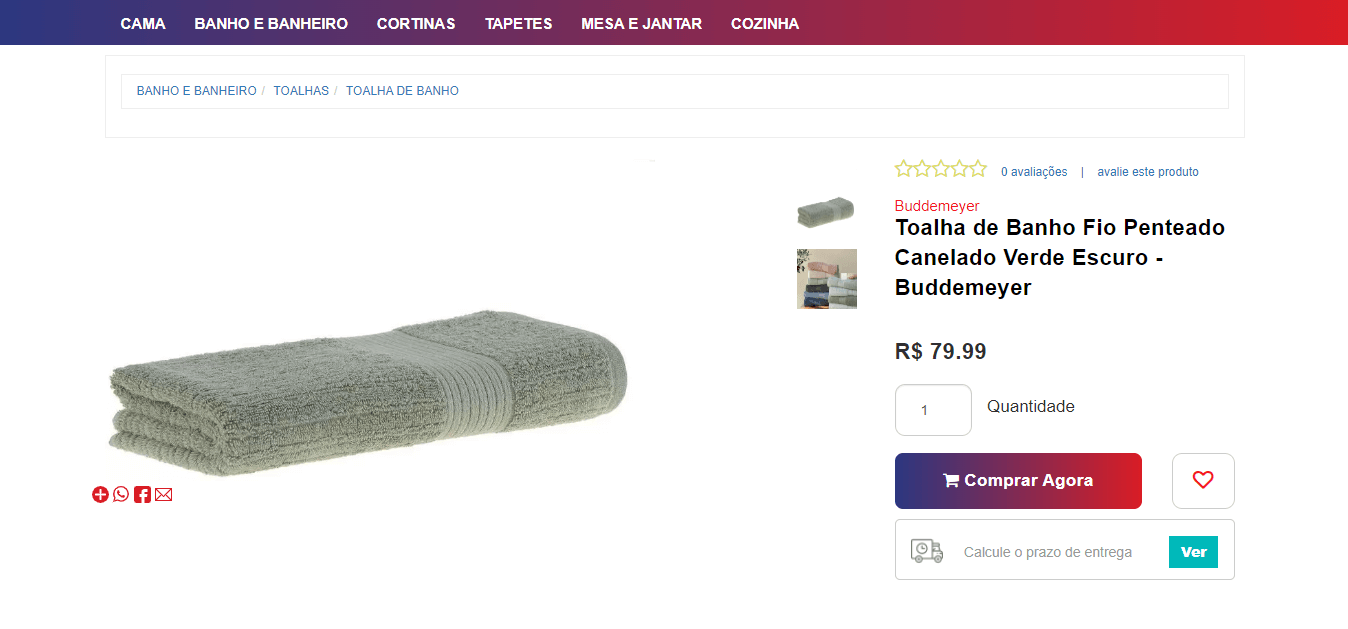 CAMA BANHO E BANHEIRO CORTINAS TAPETES MESA E JANTAR COZINHA
BANHO E BANHEIRO / TOALHAS / TOALHA DE BANHO
0 avaliações | avalie este produto
Buddemeyer
Toalha de Banho Fio Penteado
Canelado Verde Escuro -
Buddemeyer
R$ 79.99
1 Quantidade
Comprar Agora
Calcule o prazo de entrega Ver